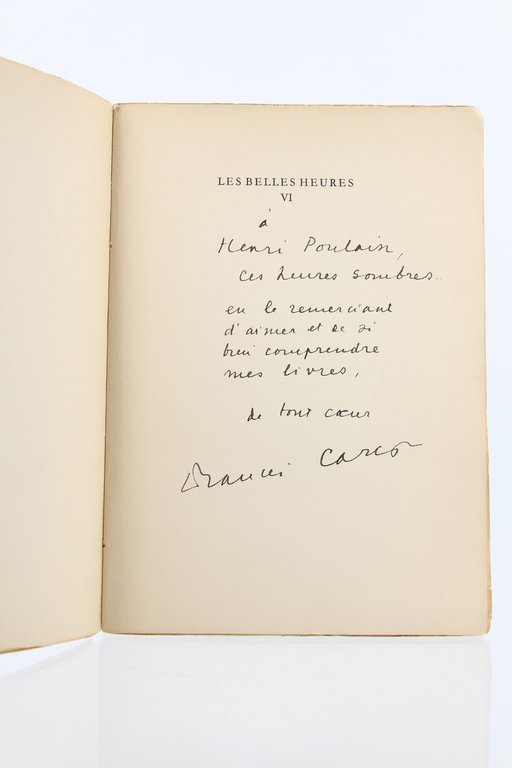 LES BELLES HEURES
VI
à
Henri Poulain,
ces heures sombres
en le remerciant
d'aimer et de si
bien comprendre
mes livres,
de tout cœur
Francis Carco